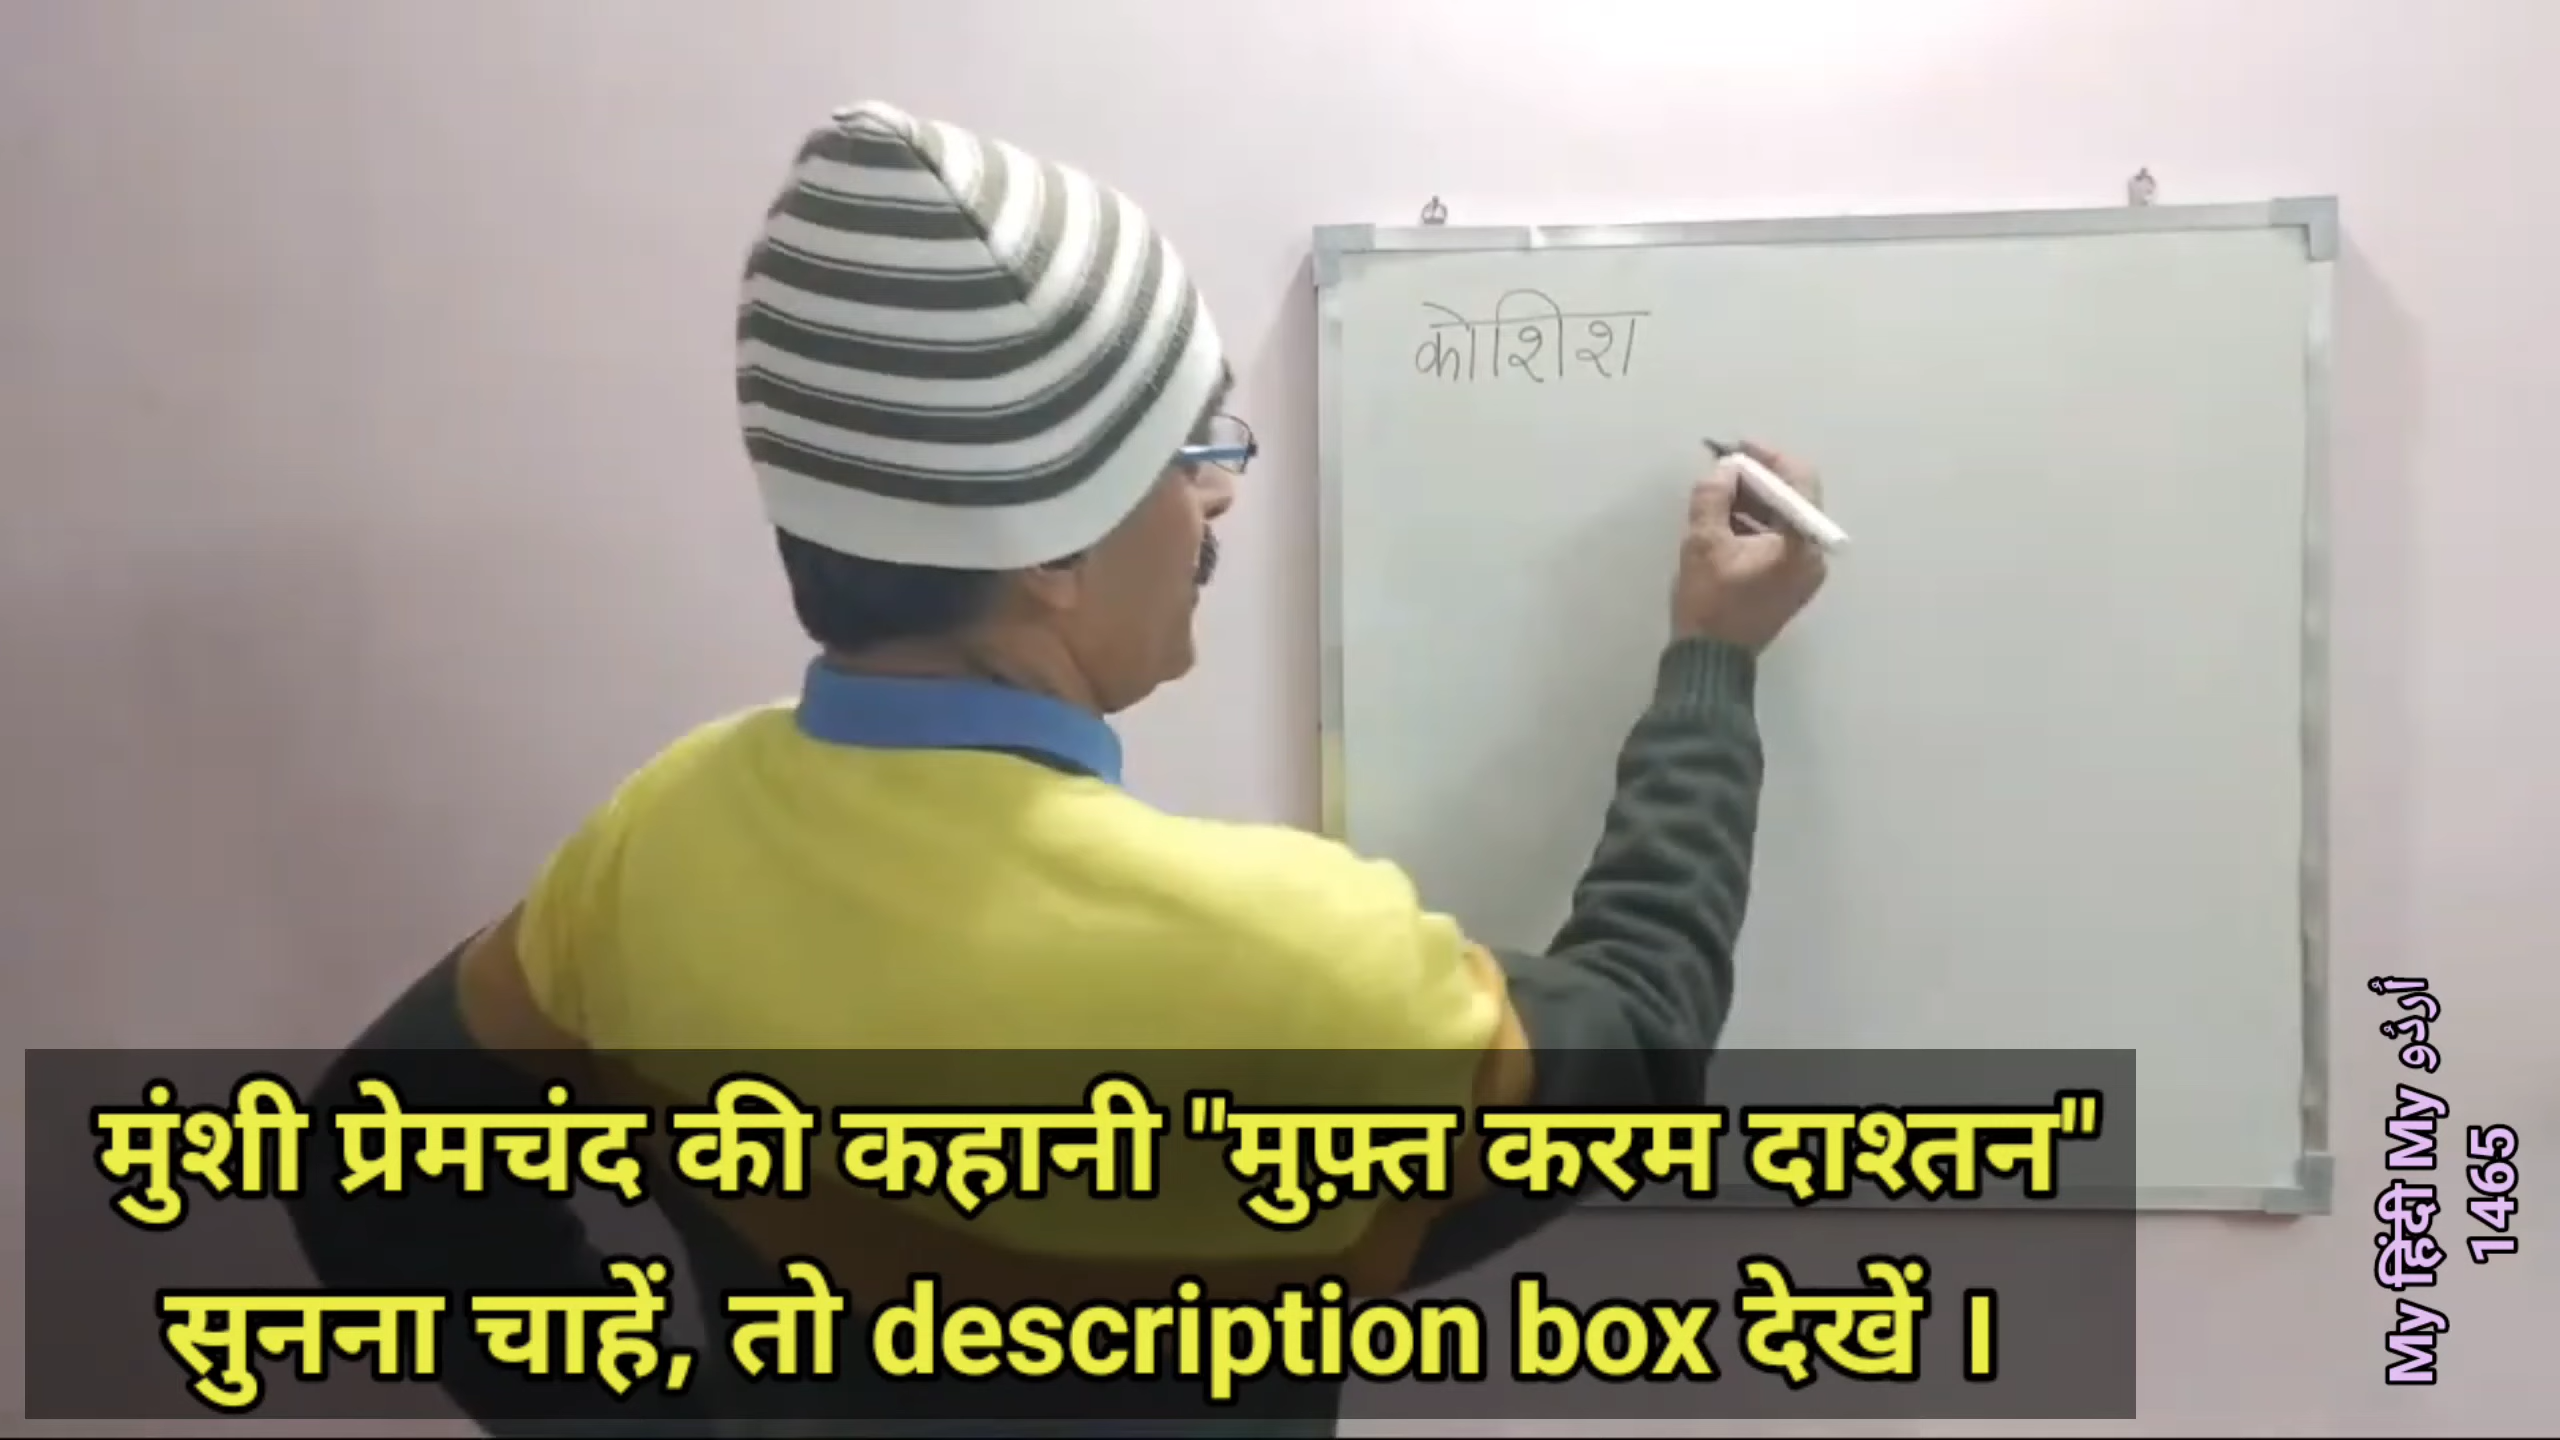 कोशिश
मुंशी प्रेमचंद की कहानी "मुफ़्त करम दाश्तन"
सुनना चाहें, तो description box देखें ।
My हिंदी My اُردُو
1465